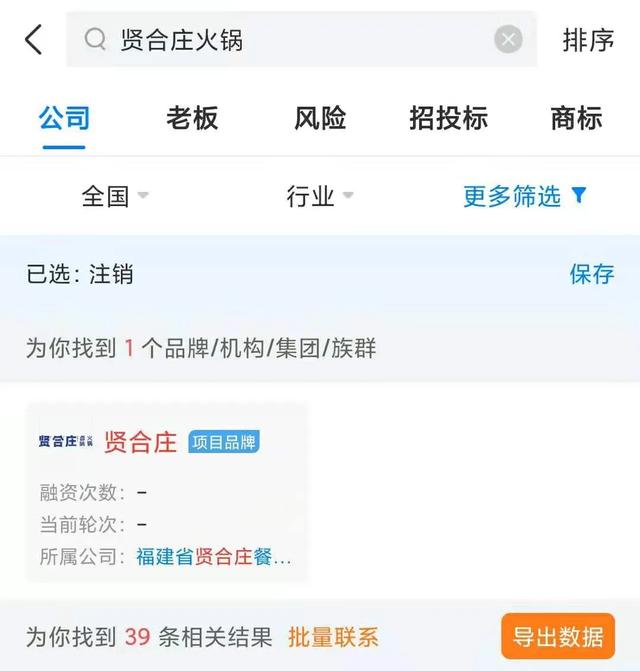 贤合庄火锅 排序
公司 老板 风险 招投标 商标
全国 行业 更多筛选
已选：注销 保存
为你找到 1 个品牌/机构/集团/族群
贤合庄卤味火锅 贤合庄 项目品牌
融资次数：-
当前轮次：-
所属公司：福建省贤合庄餐...
为你找到 39 条相关结果 批量联系 导出数据